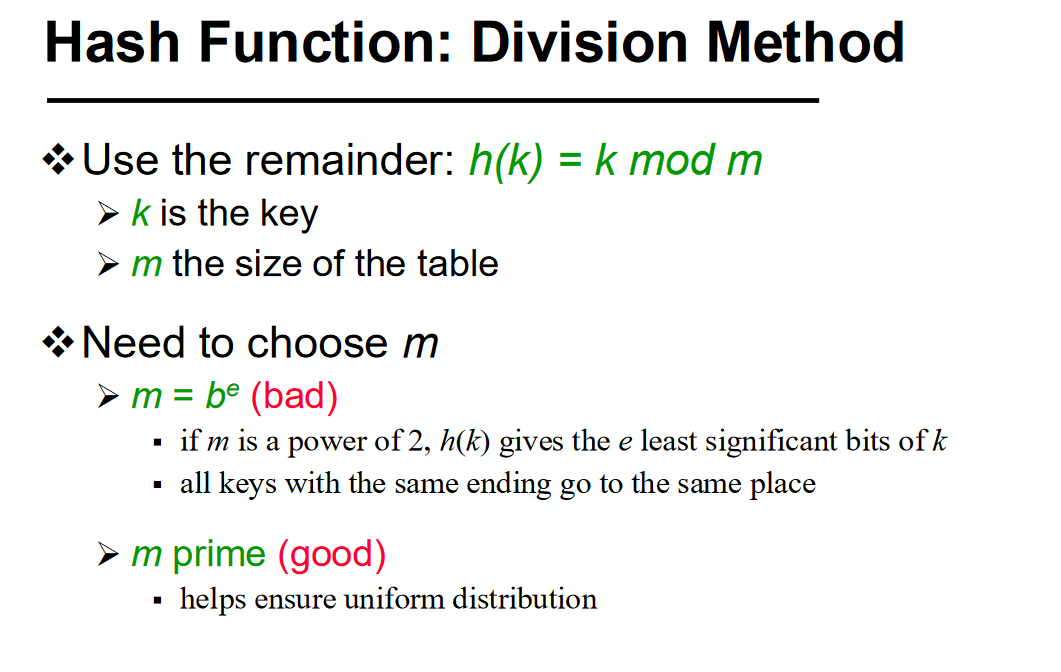 Hash Function: Division Method
❖ Use the remainder: h(k) = k mod m
➢ k is the key
➢ m the size of the table
❖ Need to choose m
➢ m = bᵉ (bad)
▪ if m is a power of 2, h(k) gives the e least significant bits of k
▪ all keys with the same ending go to the same place
➢ m prime (good)
▪ helps ensure uniform distribution